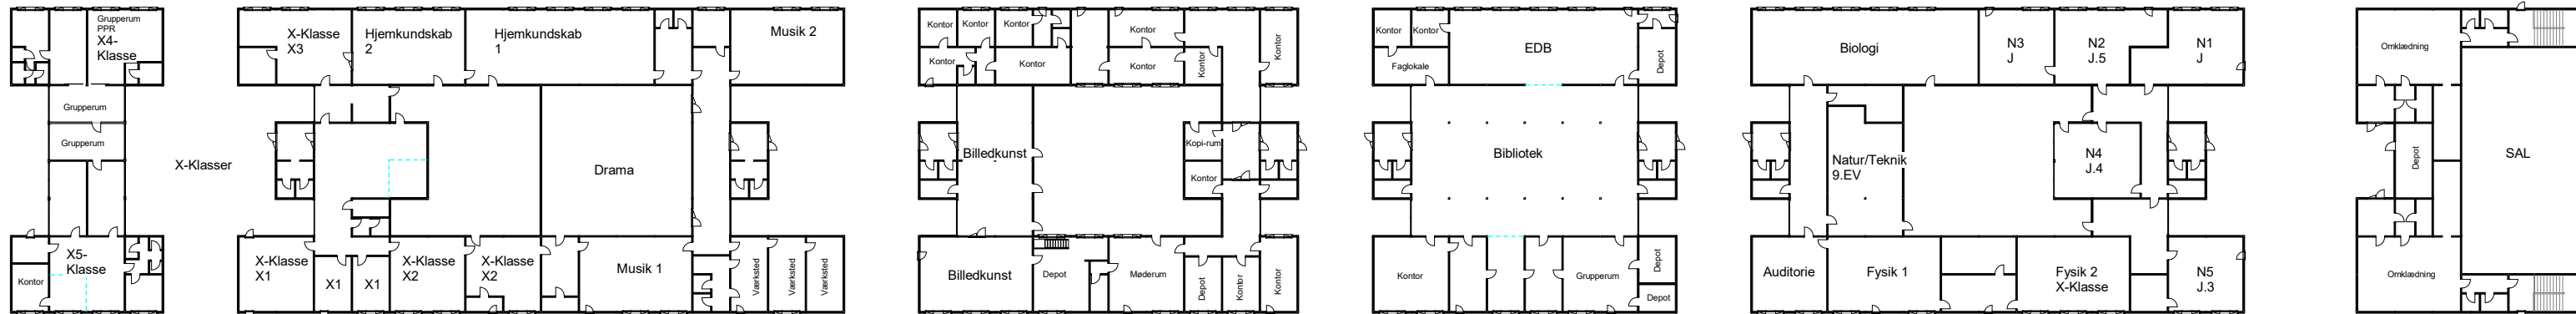 Grupperum
PPR
X4-
Klasse
Grupperum
Grupperum
X5-
Klasse
Kontor
X-Klasser
X-Klasse
X3
Hjemkundskab
2
Hjemkundskab
1
Musik 2
Drama
X-Klasse
X1
X1
X1
X-Klasse
X2
X-Klasse
X2
Musik 1
Værksted
Værksted
Værksted
Kontor
Kontor
Kontor
Kontor
Kontor
Kontor
Kontor
Kontor
Kontor
Billedkunst
Kopi-rum
Kontor
Billedkunst
Depot
Møderum
Depot
Kontor
Kontor
Kontor
Kontor
Faglokale
EDB
Depot
Bibliotek
Kontor
Grupperum
Depot
Depot
Biologi
N3
J
N2
J.5
N1
J
Natur/Teknik
9.EV
N4
J.4
Auditorie
Fysik 1
Fysik 2
X-Klasse
N5
J.3
Omklædning
Depot
SAL
Omklædning